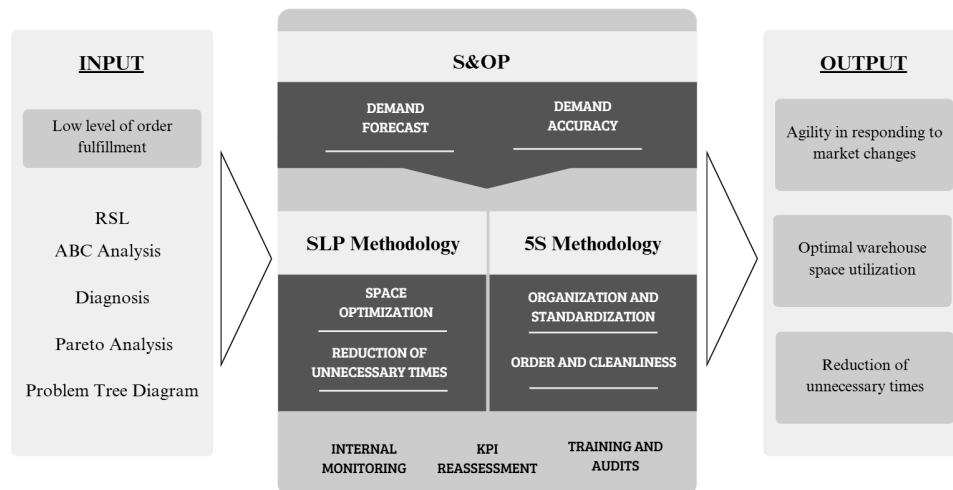 INPUT
Low level of order
fulfillment
RSL
ABC Analysis
Diagnosis
Pareto Analysis
Problem Tree Diagram
S&OP
DEMAND
FORECAST
DEMAND
ACCURACY
SLP Methodology
SPACE
OPTIMIZATION
REDUCTION OF
UNNECESSARY TIMES
5S Methodology
ORGANIZATION AND
STANDARDIZATION
ORDER AND CLEANLINESS
INTERNAL
MONITORING
KPI
REASSESSMENT
TRAINING AND
AUDITS
OUTPUT
Agility in responding to
market changes
Optimal warehouse
space utilization
Reduction of
unnecessary times